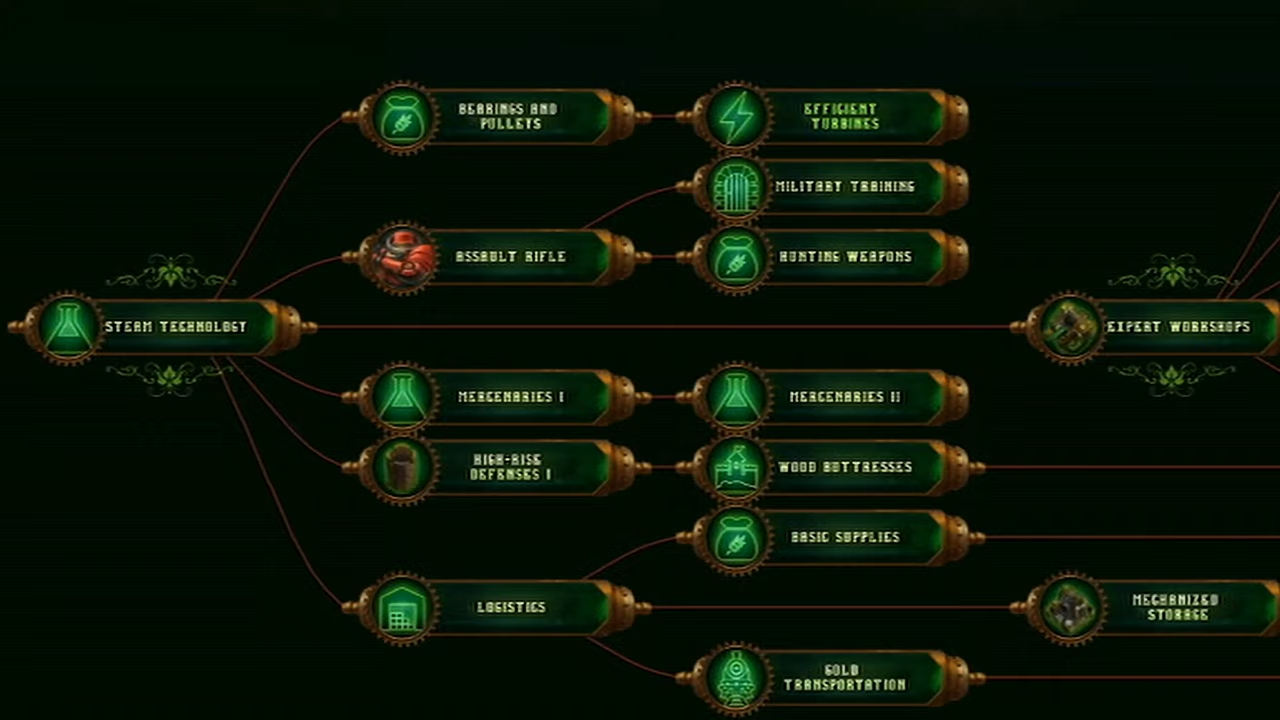 BEARINGS AND
PULLEYS
EFFICIENT
TURBINES
MILITARY TRAINING
ASSAULT RIFLE
HUNTING WEAPONS
STEAM TECHNOLOGY
EXPERT WORKSHOPS
MERCENARIES I
MERCENARIES II
HIGH-RISE
DEFENSES I
WOOD BUTTRESSES
BASIC SUPPLIES
LOGISTICS
MECHANIZED
STORAGE
GOLD
TRANSPORTATION